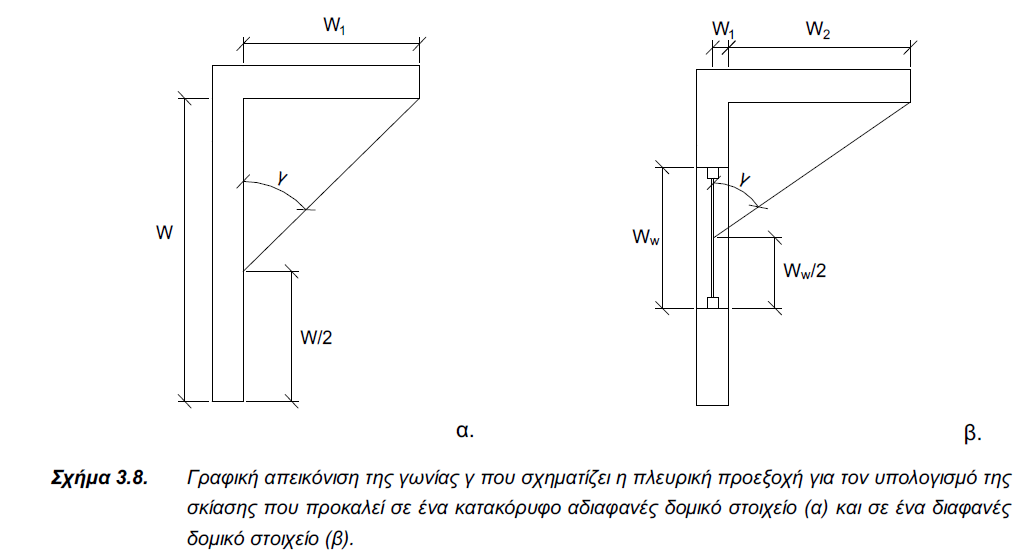 W₁
W
γ
W/2
α.
W₁ W₂
Ww
γ
Ww/2
β.
Σχήμα 3.8. Γραφική απεικόνιση της γωνίας γ που σχηματίζει η πλευρική προεξοχή για τον υπολογισμό της
σκίασης που προκαλεί σε ένα κατακόρυφο αδιαφανές δομικό στοιχείο (α) και σε ένα διαφανές
δομικό στοιχείο (β).